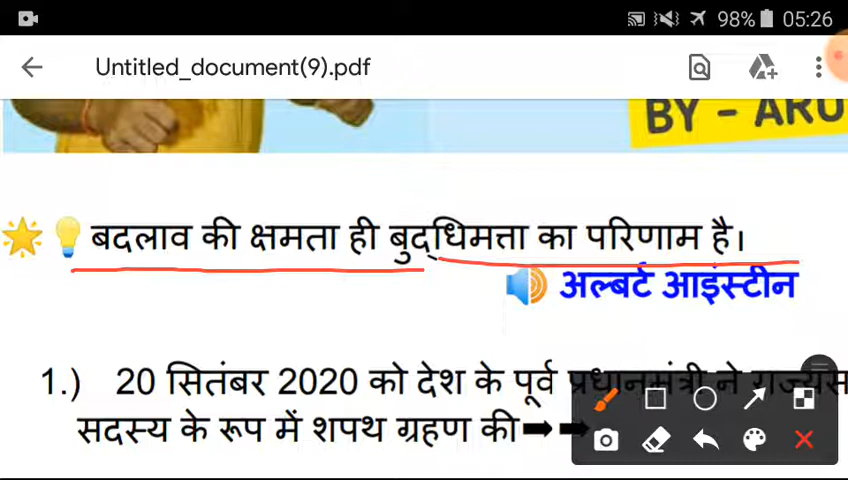 98% 05:26
Untitled_document(9).pdf
BY - ARU
बदलाव की क्षमता ही बुद्धिमत्ता का परिणाम है।
अल्बर्ट आइंस्टीन
1.) 20 सितंबर 2020 को देश के पूर्व प्रधानमंत्री ने राज्यस
सदस्य के रूप में शपथ ग्रहण की